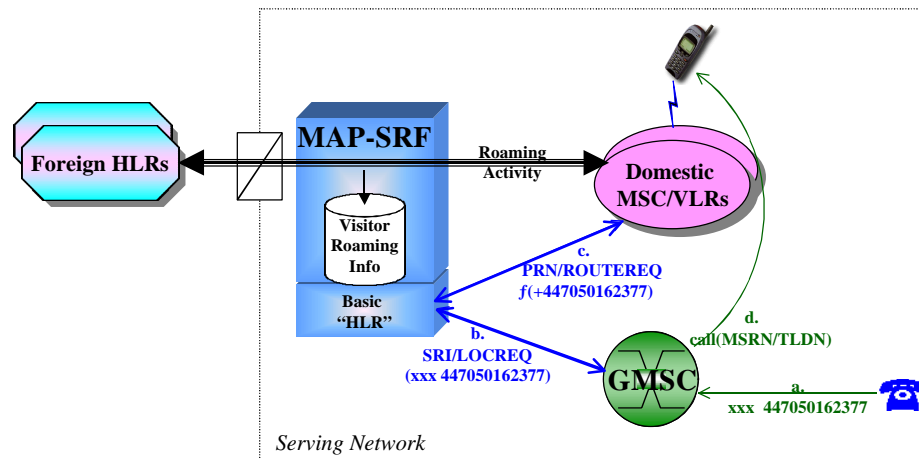 MAP-SRF
Foreign HLRs
Roaming
Activity
Domestic
MSC/VLRs
Visitor
Roaming
Info
c.
PRN/ROUTEREQ
ƒ(+447050162377)
Basic
“HLR”
b.
SRI/LOCREQ
(xxx 447050162377)
d.
call(MSRN/TLDN)
GMSC
a.
xxx 447050162377
Serving Network